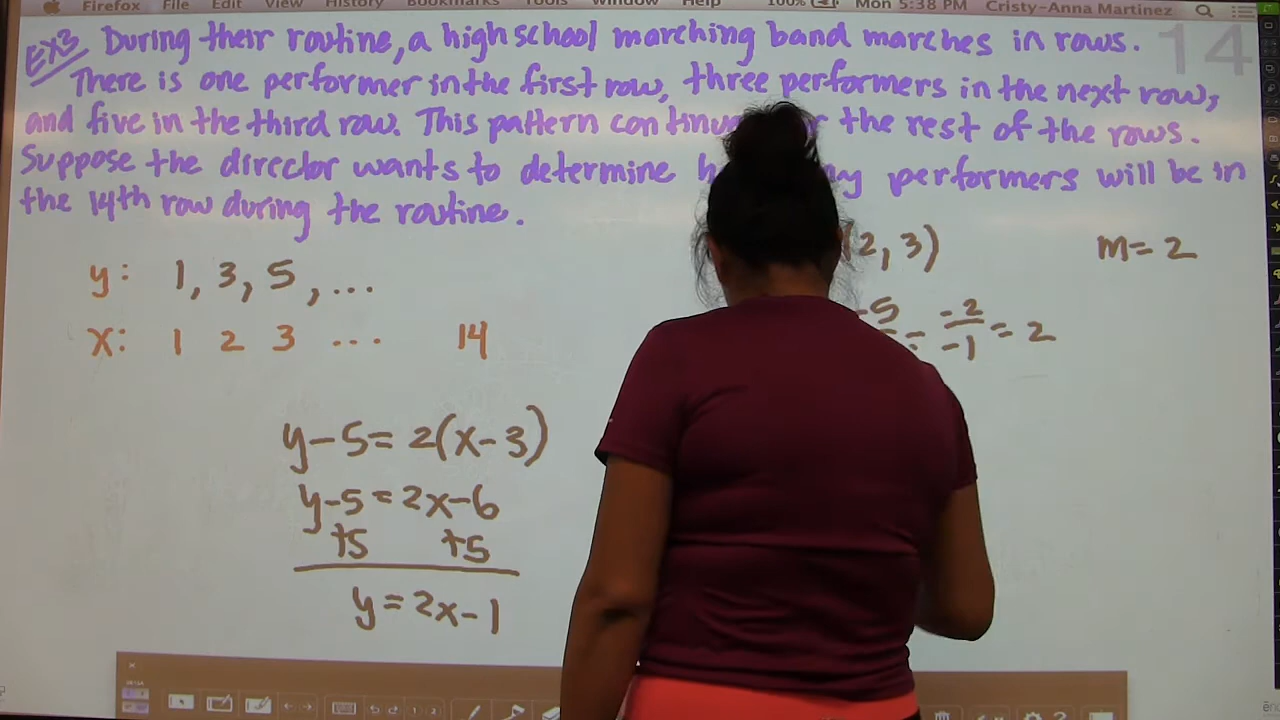 Firefox File Edit View History Bookmarks Tools Window Help 100% Mon 5:38 PM Cristy-Anna Martinez
14
Ex3 During their routine, a high school marching band marches in rows.
There is one performer in the first row, three performers in the next row,
and five in the third row. This pattern the rest of the rows.
Suppose the director wants to determine performers will be in
the 14th row during the routine.
y: 1, 3, 5, ...
x: 1 2 3 ... 14
(2, 3)
m = 2
-5 = -2/-1 = 2
y-5 = 2(x-3)
y-5 = 2x-6
+5 +5
y = 2x-1